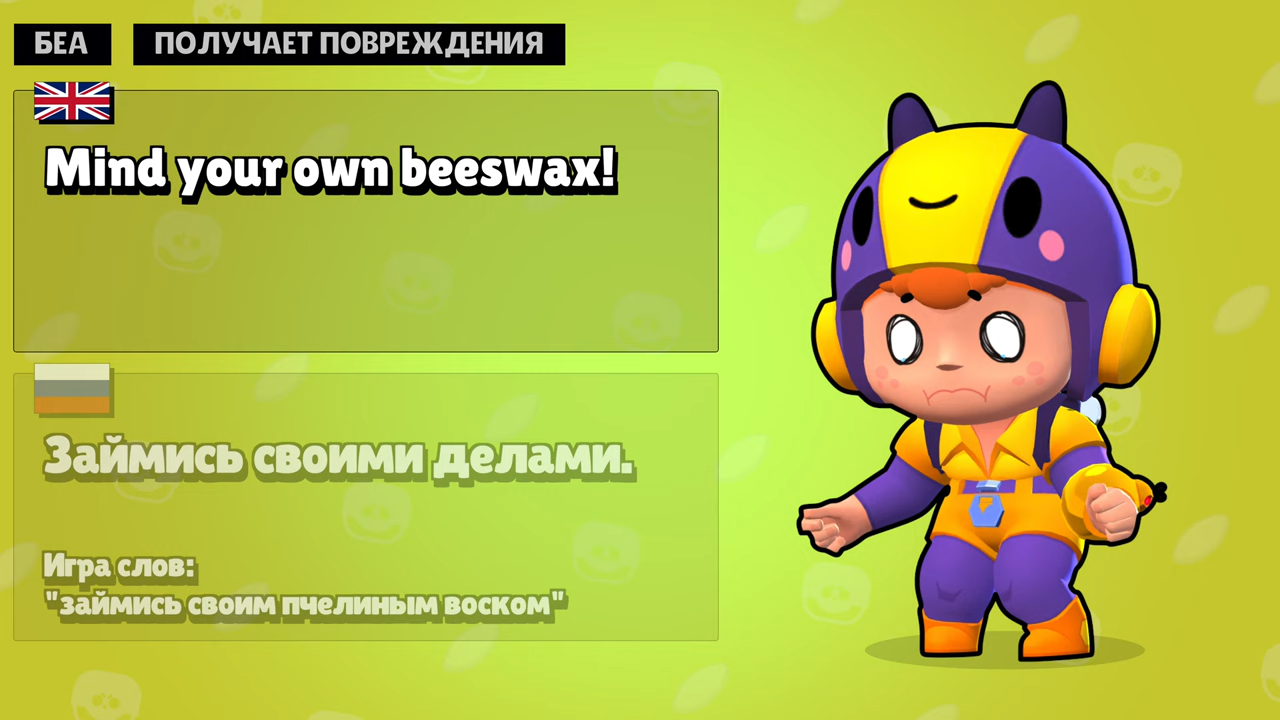 БЕА ПОЛУЧАЕТ ПОВРЕЖДЕНИЯ
Mind your own beeswax!
Займись своими делами.
Игра слов:
"займись своим пчелиным воском"